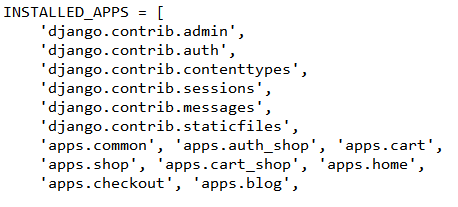 INSTALLED_APPS = [
    'django.contrib.admin',
    'django.contrib.auth',
    'django.contrib.contenttypes',
    'django.contrib.sessions',
    'django.contrib.messages',
    'django.contrib.staticfiles',
    'apps.common', 'apps.auth_shop', 'apps.cart',
    'apps.shop', 'apps.cart_shop', 'apps.home',
    'apps.checkout', 'apps.blog',